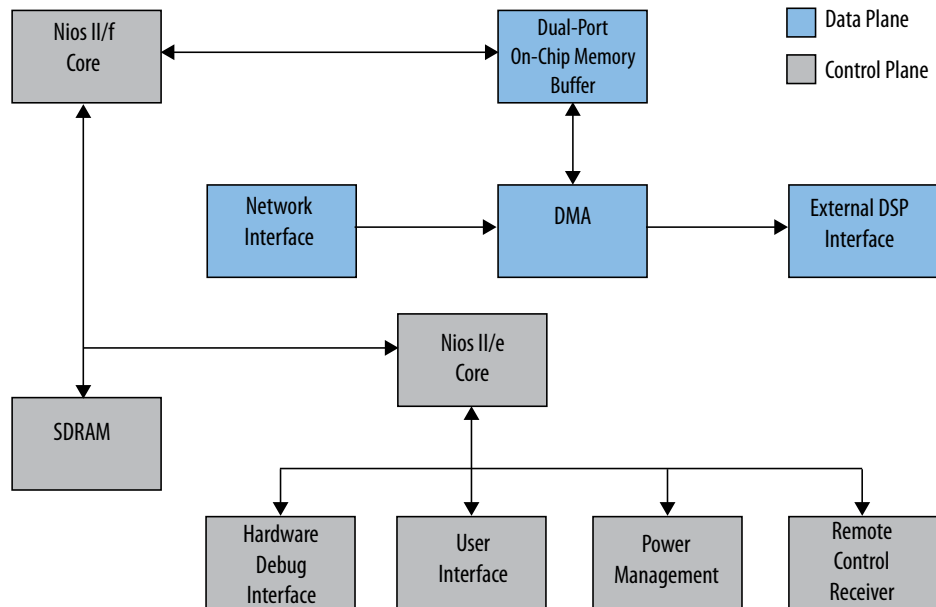 Nios II/f
Core
Dual-Port
On-Chip Memory
Buffer
Data Plane
Control Plane
Network
Interface
DMA
External DSP
Interface
Nios II/e
Core
SDRAM
Hardware
Debug
Interface
User
Interface
Power
Management
Remote
Control
Receiver